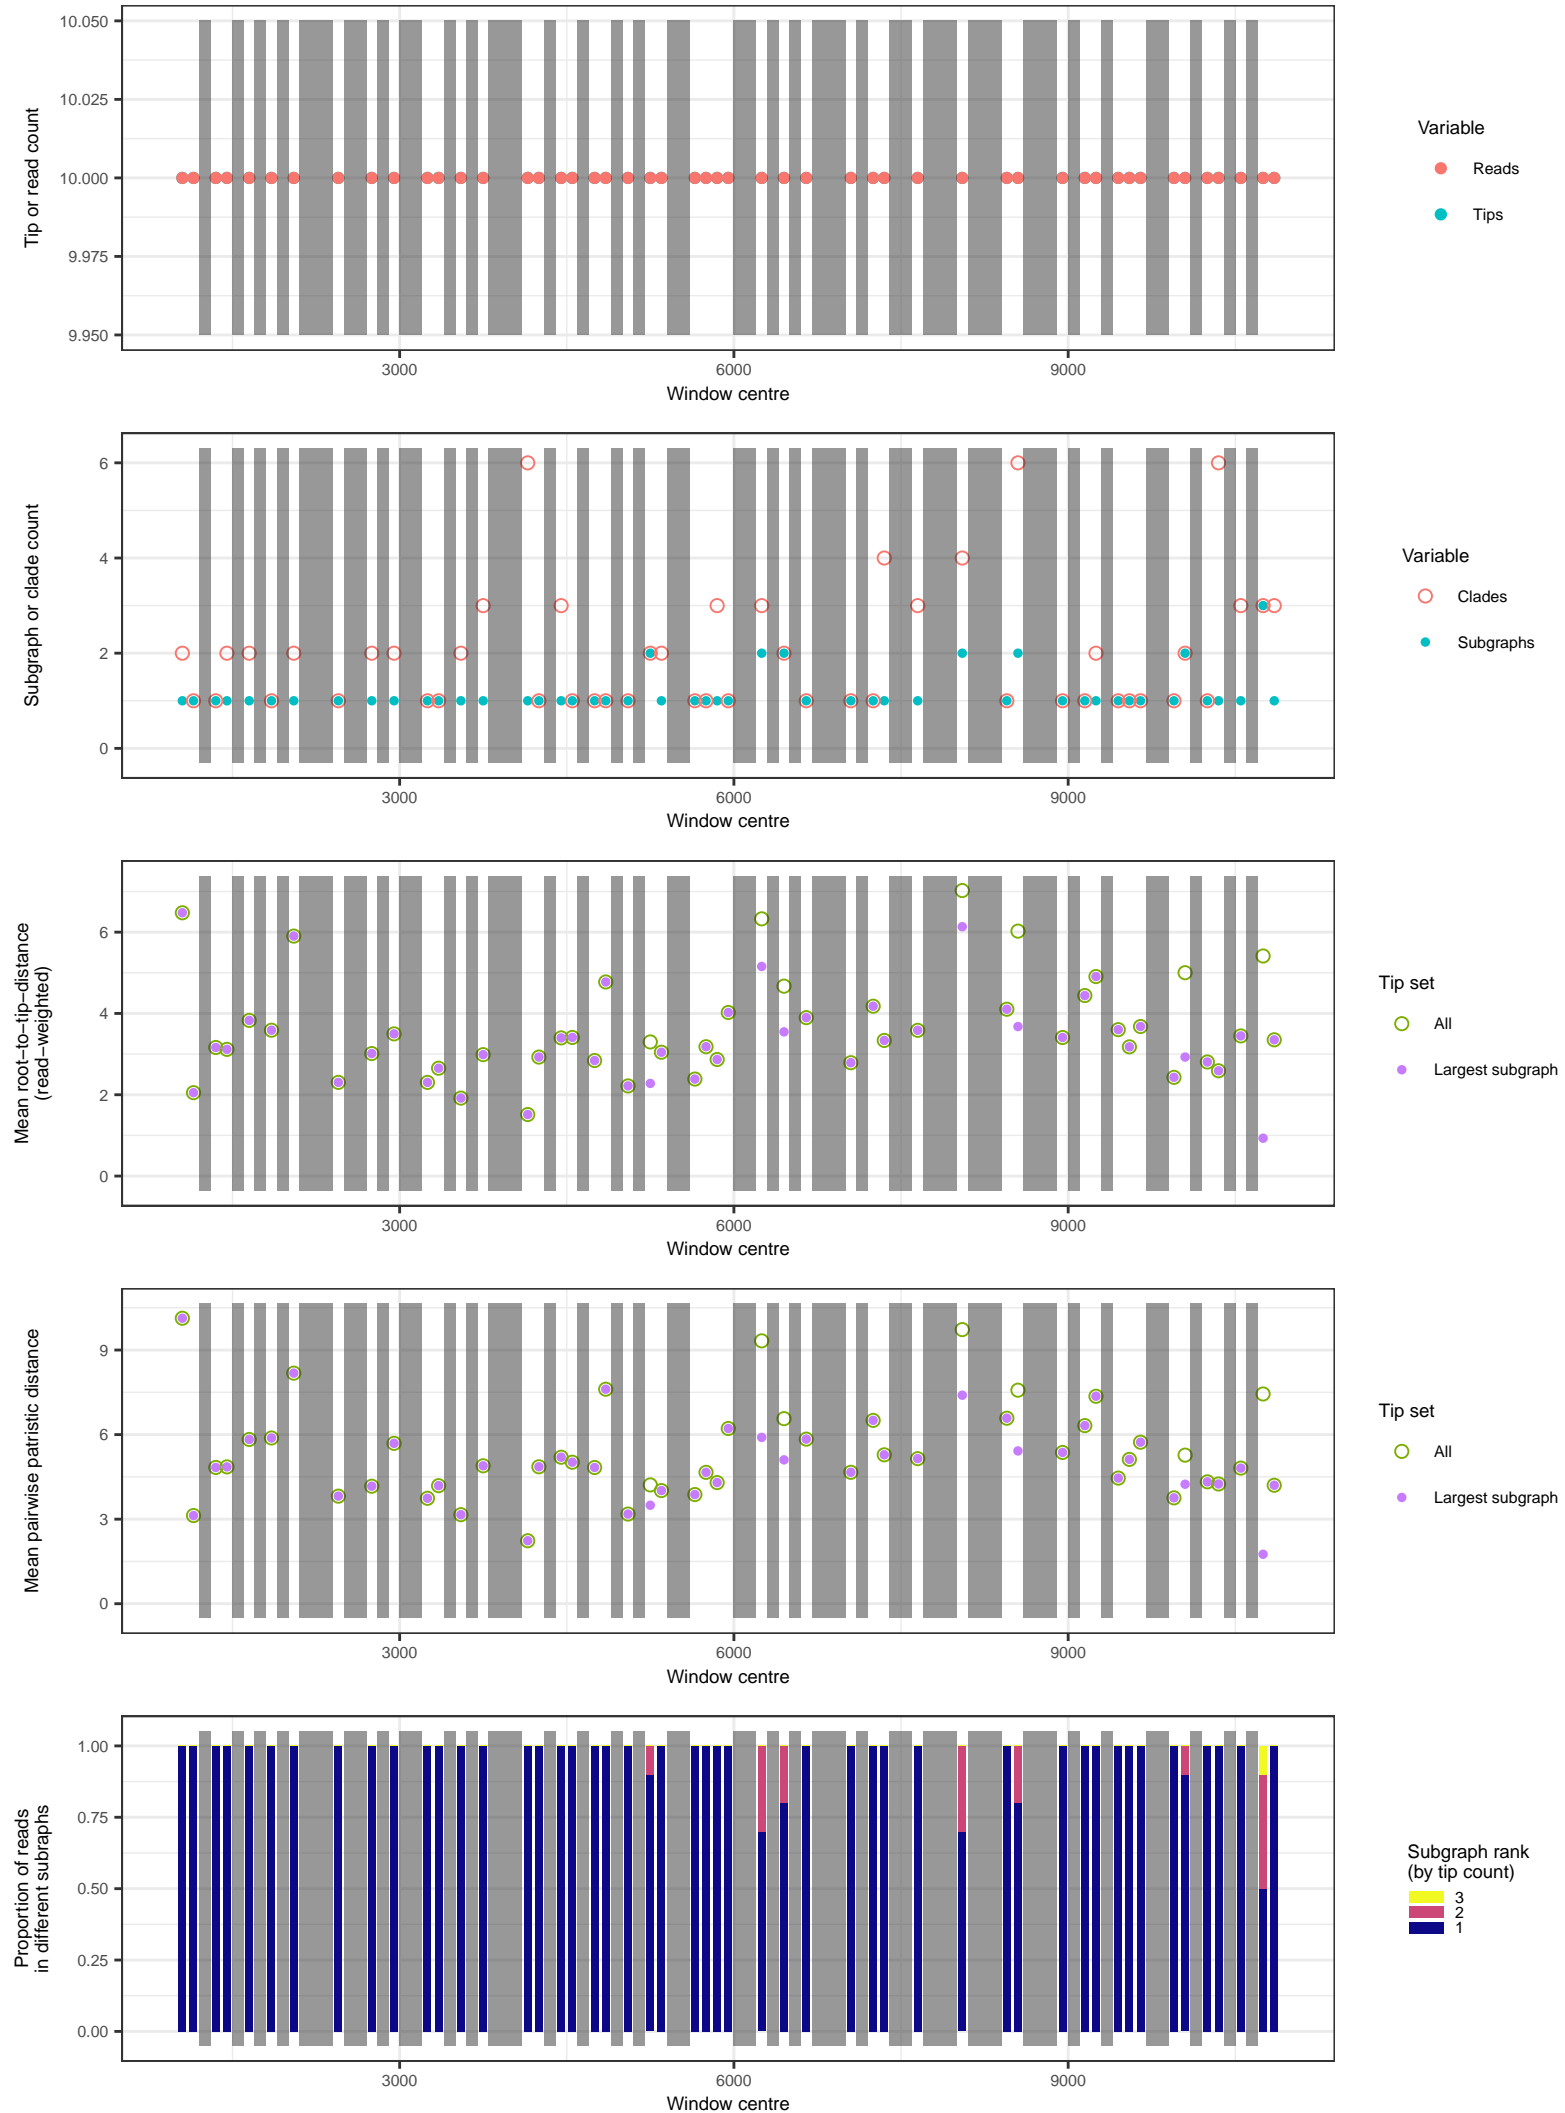 10.050
10.025
10.000
9.975
9.950
Tip or read count
3000
6000
9000
Window centre
Variable
Reads
Tips
6
4
2
0
Subgraph or clade count
3000
6000
9000
Window centre
Variable
Clades
Subgraphs
6
4
2
0
Mean root−to−tip−distance
(read−weighted)
3000
6000
9000
Window centre
Tip set
All
Largest subgraph
9
6
3
0
Mean pairwise patristic distance
3000
6000
9000
Window centre
Tip set
All
Largest subgraph
1.00
0.75
0.50
0.25
0.00
Proportion of reads
in different subraphs
3000
6000
9000
Window centre
Subgraph rank
(by tip count)
3
2
1